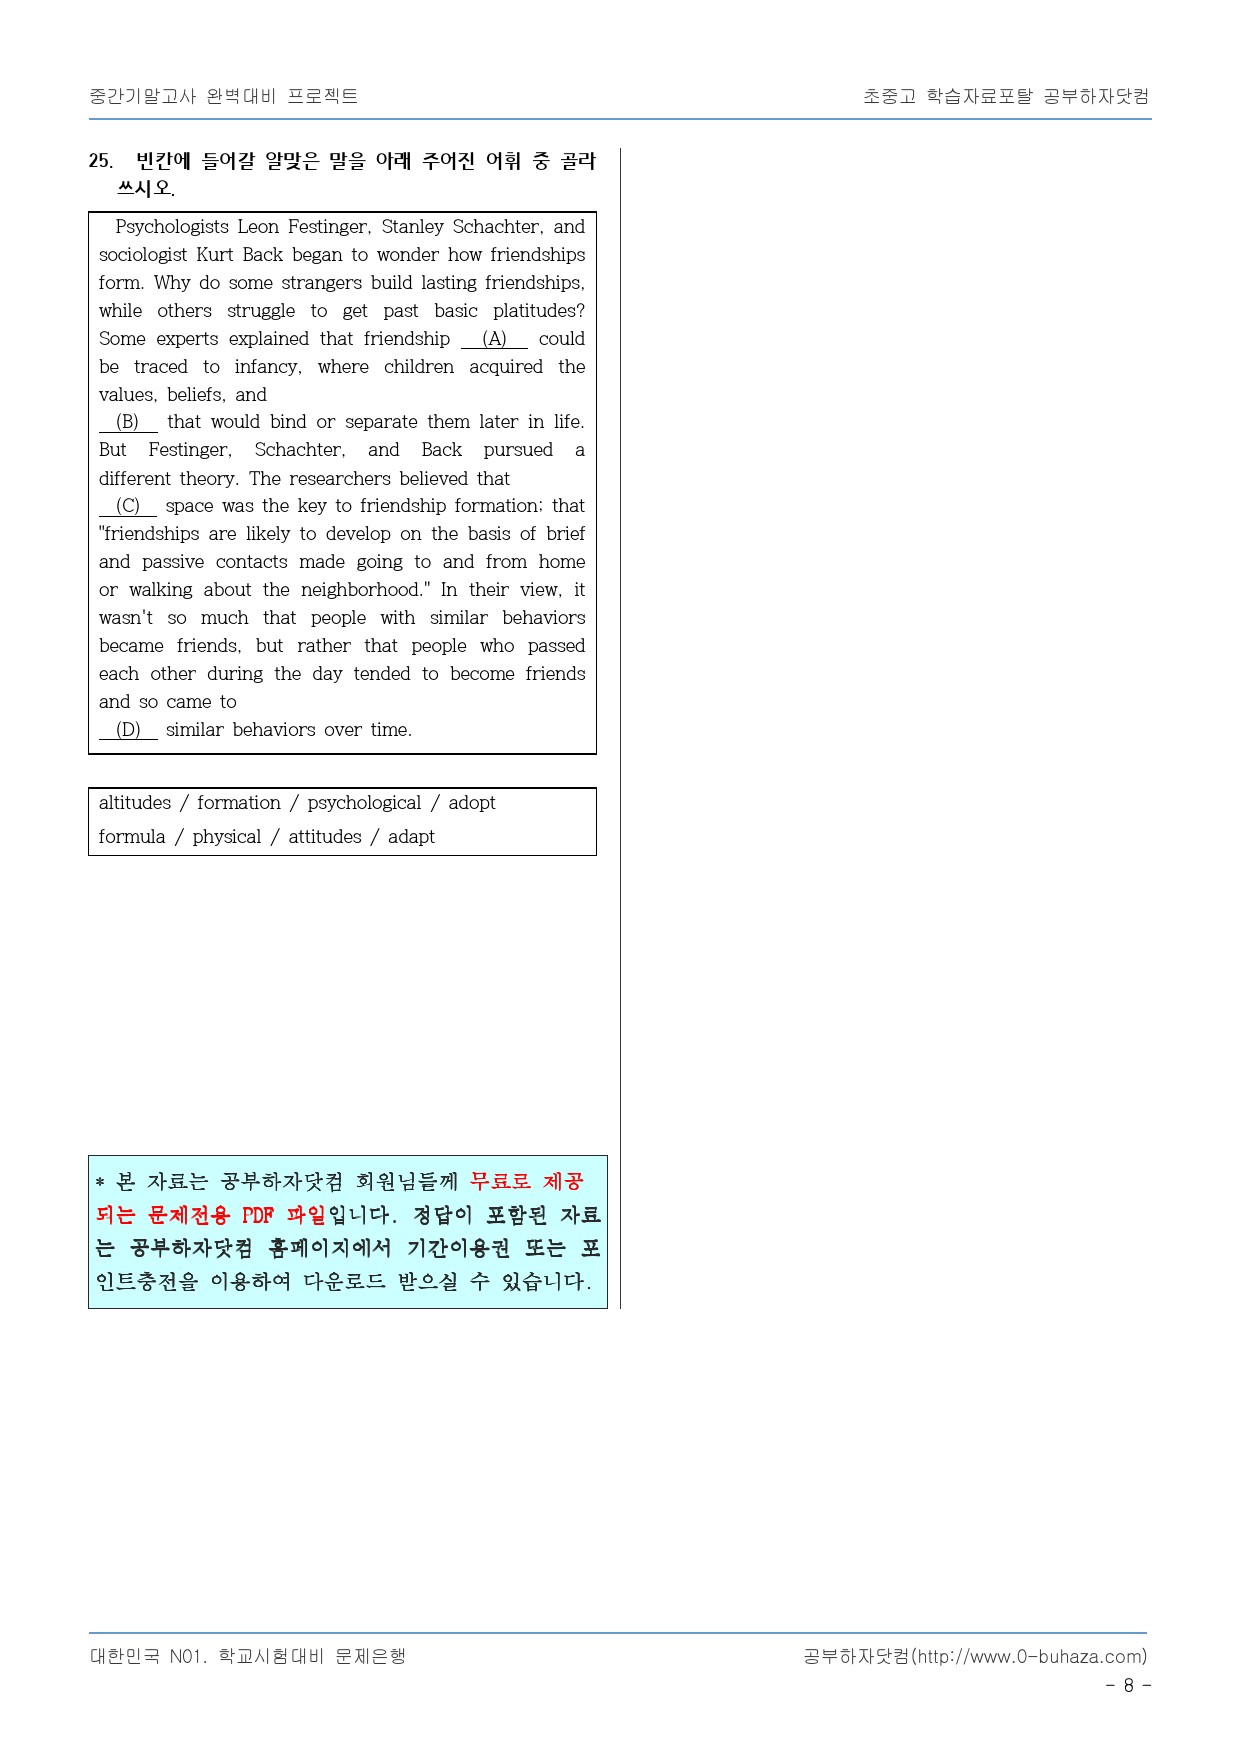 중간기말고사 완벽대비 프로젝트
초중고 학습자료포탈 공부하자닷컴
25. 빈칸에 들어갈 알맞은 말을 아래 주어진 어휘 중 골라
쓰시오.
Psychologists Leon Festinger, Stanley Schachter, and
sociologist Kurt Back began to wonder how friendships
form. Why do some strangers build lasting friendships,
while others struggle to get past basic platitudes?
Some experts explained that friendship (A) could
be traced to infancy, where children acquired the
values, beliefs, and
(B) that would bind or separate them later in life.
But Festinger, Schachter, and Back pursued a
different theory. The researchers believed that
(C) space was the key to friendship formation; that
"friendships are likely to develop on the basis of brief
and passive contacts made going to and from home
or walking about the neighborhood." In their view, it
wasn't so much that people with similar behaviors
became friends, but rather that people who passed
each other during the day tended to become friends
and so came to
(D) similar behaviors over time.
altitudes / formation / psychological / adopt
formula / physical / attitudes / adapt
* 본 자료는 공부하자닷컴 회원님들께 무료로 제공
되는 문제전용 PDF 파일입니다. 정답이 포함된 자료
는 공부하자닷컴 홈페이지에서 기간이용권 또는 포
인트충전을 이용하여 다운로드 받으실 수 있습니다.
대한민국 N01. 학교시험대비 문제은행
공부하자닷컴(http://www.0-buhaza.com)
- 8 -